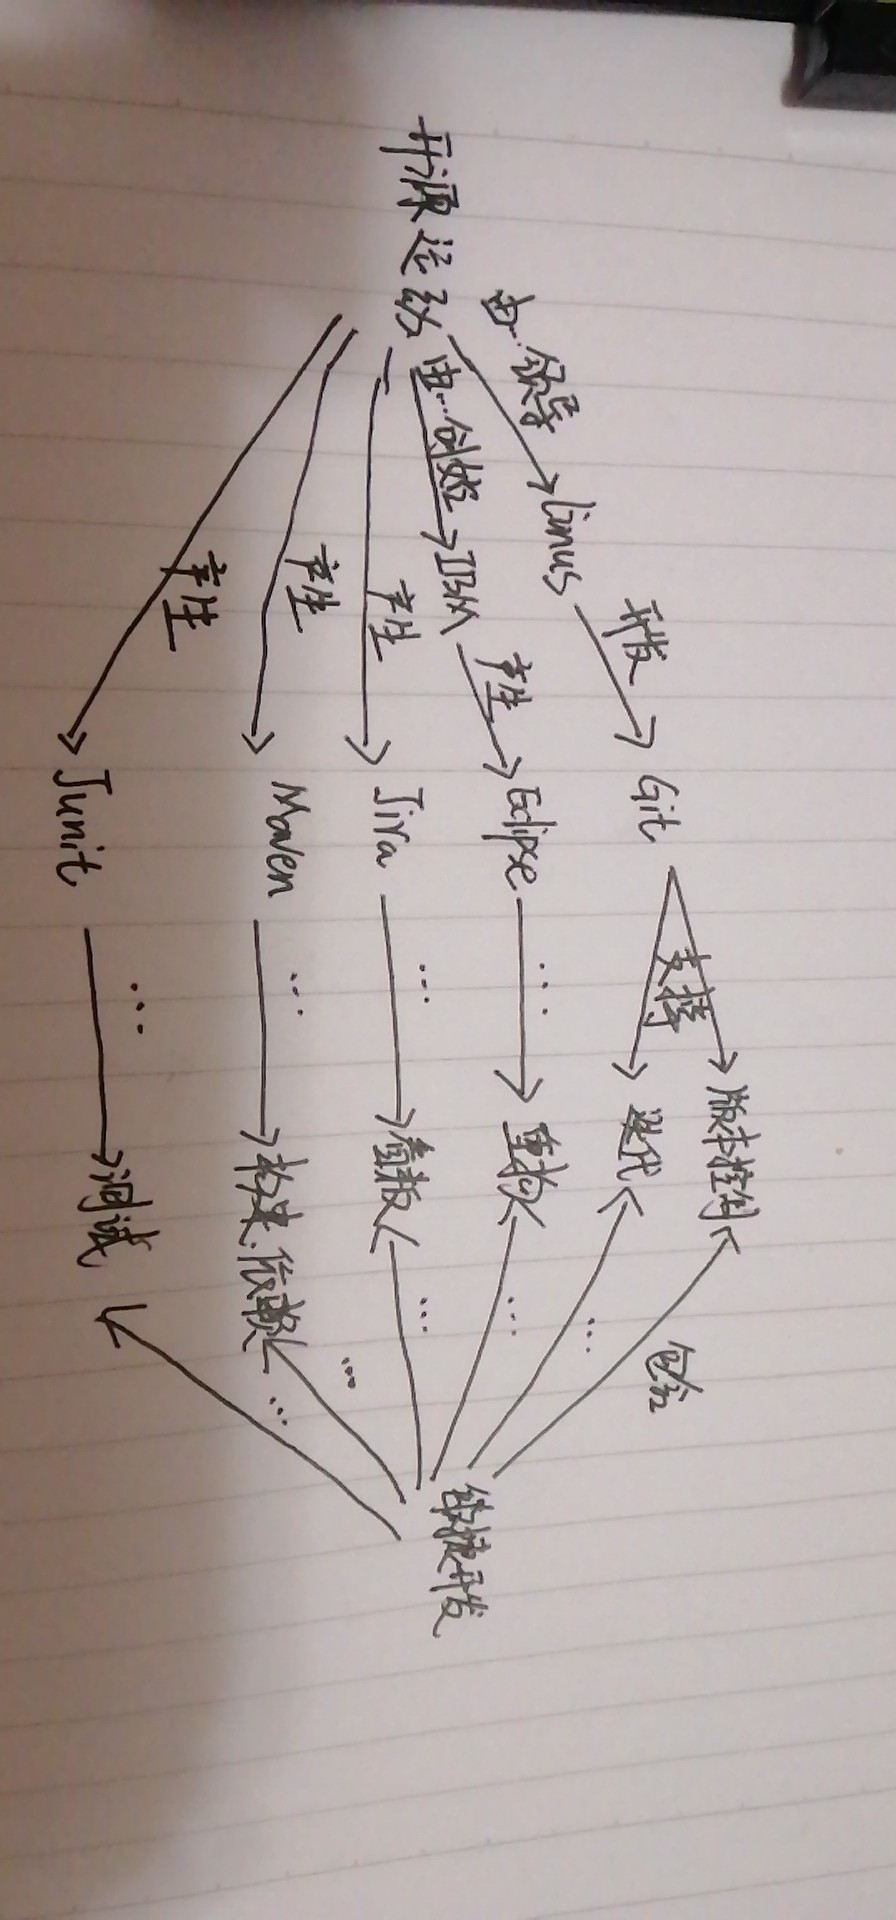 开源运动
由…领导
Linus
开发
Git
支持
版本控制
迭代
包含
由…创始
IBM
产生
Eclipse
…
重构
…
…
产生
Jira
…
看板
…
产生
Maven
…
构建.依赖
…
产生
Junit
…
测试
…
敏捷开发